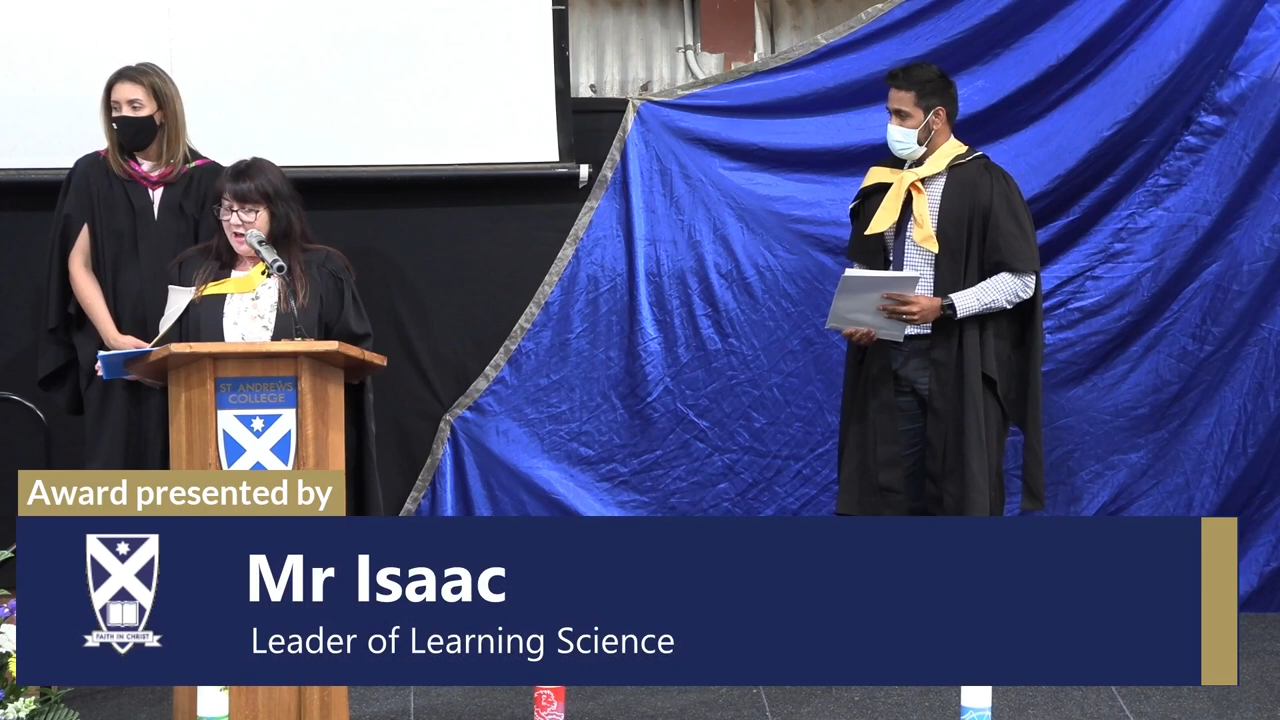 ST ANDREWS
COLLEGE
Award presented by
Mr Isaac
Leader of Learning Science
FAITH IN CHRIST